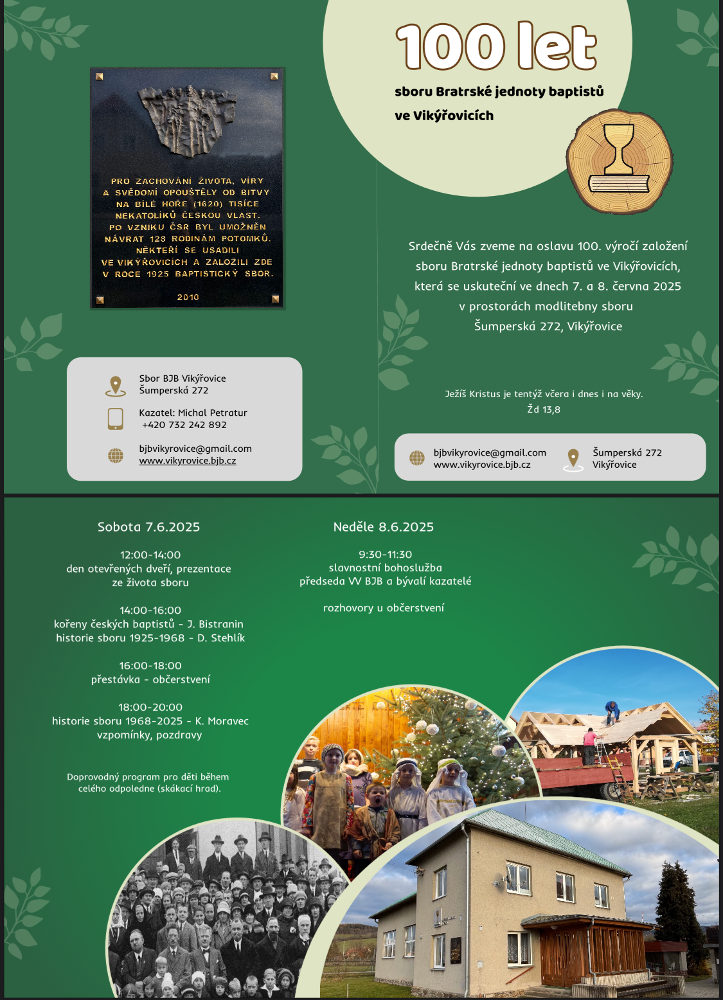 PRO ZACHOVÁNÍ ŽIVOTA, VÍRY
A SVĚDOMÍ OPOUŠTĚLY OD BITVY
NA BÍLÉ HOŘE (1620) TISÍCE
NEKATOLÍKŮ ČESKOU VLAST.
PO VZNIKU ČSR BYL UMOŽNĚN
NÁVRAT 128 RODINÁM POTOMKŮ.
NĚKTEŘÍ SE USADILI
VE VIKÝŘOVICÍCH A ZALOŽILI ZDE
V ROCE 1925 BAPTISTICKÝ SBOR.
2010
Sbor BJB Vikýřovice
Šumperská 272
Kazatel: Michal Petratur
+420 732 242 892
bjbvikyrovice@gmail.com
www.vikyrovice.bjb.cz
100 let
sboru Bratrské jednoty baptistů
ve Vikýřovicích
Srdečně Vás zveme na oslavu 100. výročí založení
sboru Bratrské jednoty baptistů ve Vikýřovicích,
která se uskuteční ve dnech 7. a 8. června 2025
v prostorách modlitebny sboru
Šumperská 272, Vikýřovice
Ježíš Kristus je tentýž včera i dnes i na věky.
Žd 13,8
bjbvikyrovice@gmail.com
www.vikyrovice.bjb.cz
Šumperská 272
Vikýřovice
Sobota 7.6.2025
12:00-14:00
den otevřených dveří, prezentace
ze života sboru
14:00-16:00
kořeny českých baptistů - J. Bistranin
historie sboru 1925-1968 - D. Stehlík
16:00-18:00
přestávka - občerstvení
18:00-20:00
historie sboru 1968-2025 - K. Moravec
vzpomínky, pozdravy
Doprovodný program pro děti během
celého odpoledne (skákací hrad).
Neděle 8.6.2025
9:30-11:30
slavnostní bohoslužba
předseda VV BJB a bývalí kazatelé
rozhovory u občerstvení